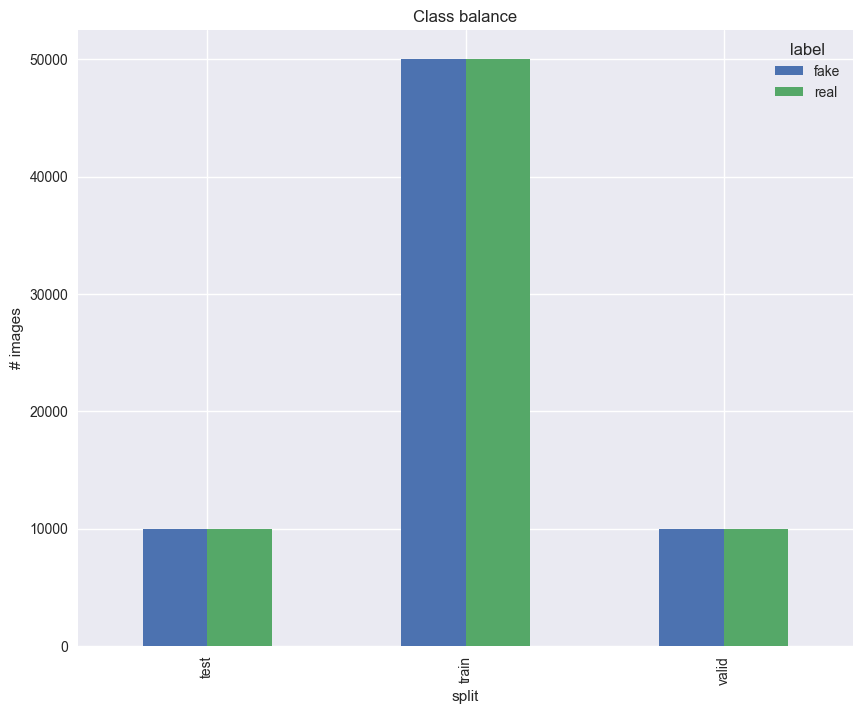 Class balance
label
fake
real
# images
50000
40000
30000
20000
10000
0
test
train
valid
split